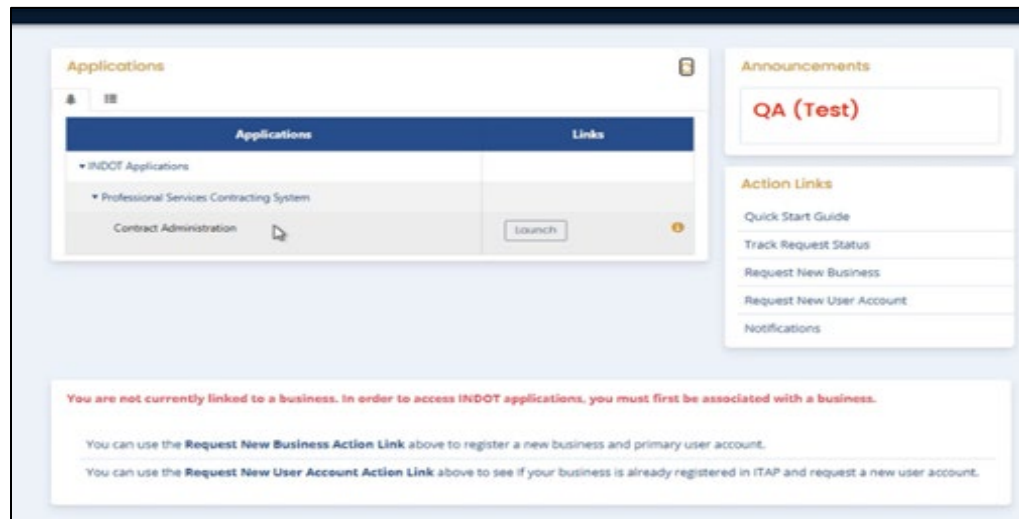 Applications
Applications Links
INDOT Applications
Professional Services Contracting System
Contract Administration Launch
Announcements
QA (Test)
Action Links
Quick Start Guide
Track Request Status
Request New Business
Request New User Account
Notifications
You are not currently linked to a business. In order to access INDOT applications, you must first be associated with a business.
You can use the Request New Business Action Link above to register a new business and primary user account.
You can use the Request New User Account Action Link above to see if your business is already registered in ITAP and request a new user account.